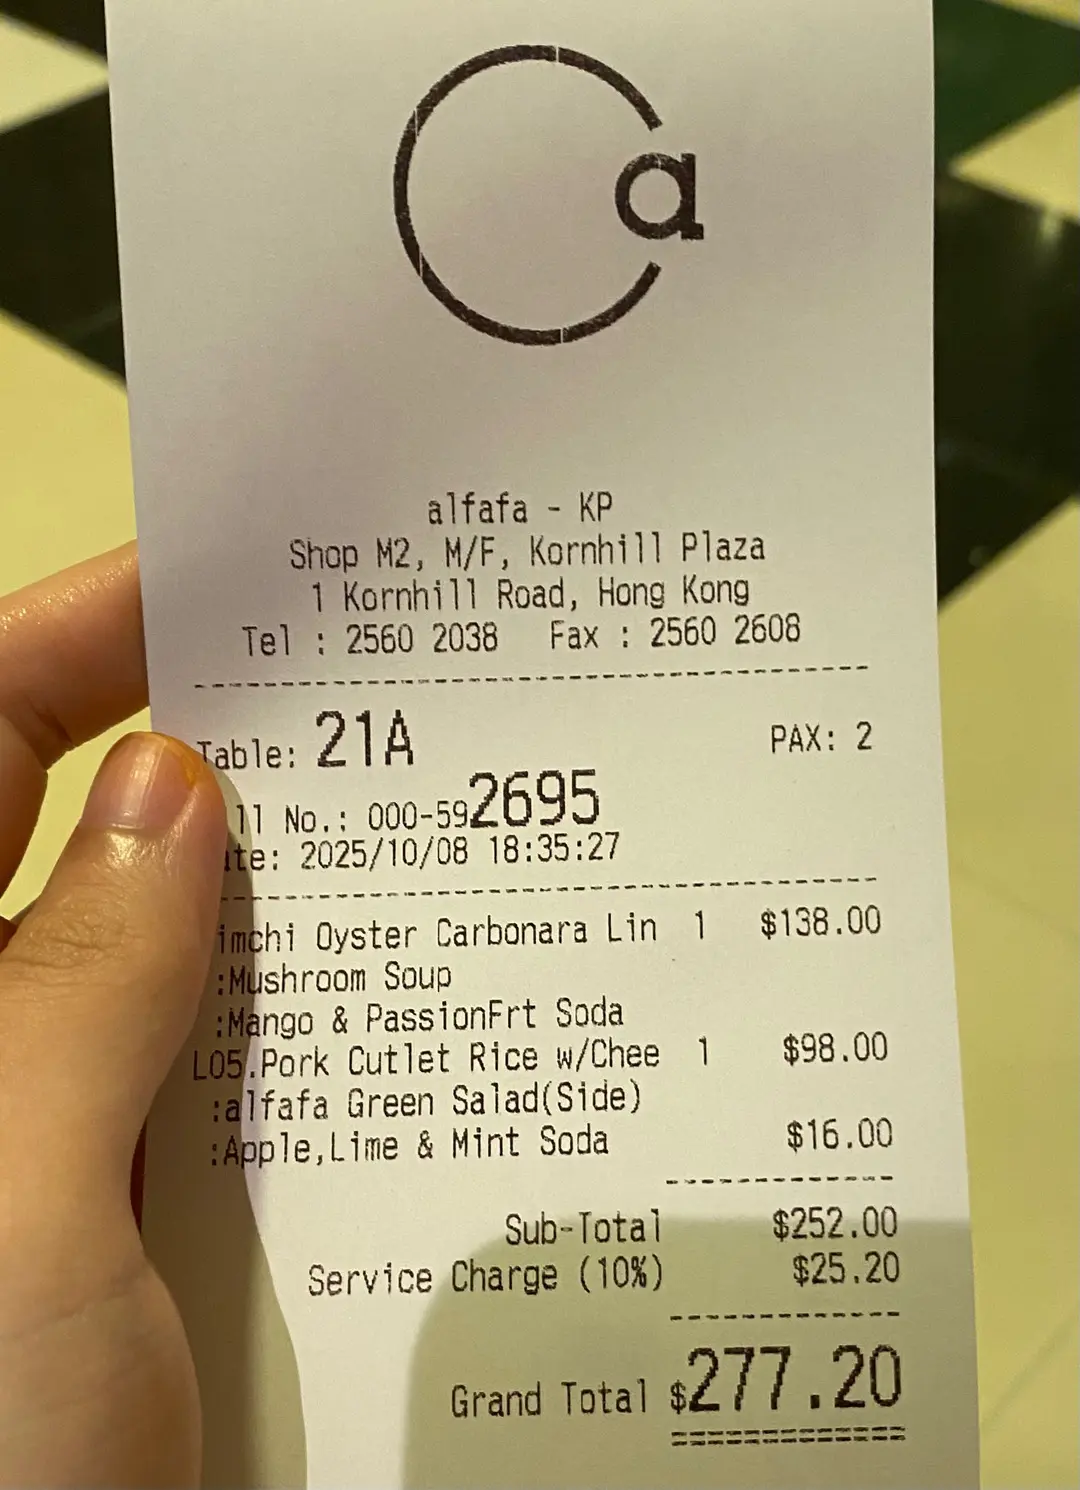 a
alfafa - KP
Shop M2, M/F, Kornhill Plaza
1 Kornhill Road, Hong Kong
Tel : 2560 2038 Fax : 2560 2608
Table: 21A PAX: 2
ll No.: 000-592695
te: 2025/10/08 18:35:27
imchi Oyster Carbonara Lin 1 $138.00
:Mushroom Soup
:Mango & PassionFrt Soda
L05.Pork Cutlet Rice w/Chee 1 $98.00
:alfafa Green Salad(Side)
:Apple,Lime & Mint Soda $16.00
Sub-Total $252.00
Service Charge (10%) $25.20
Grand Total $277.20